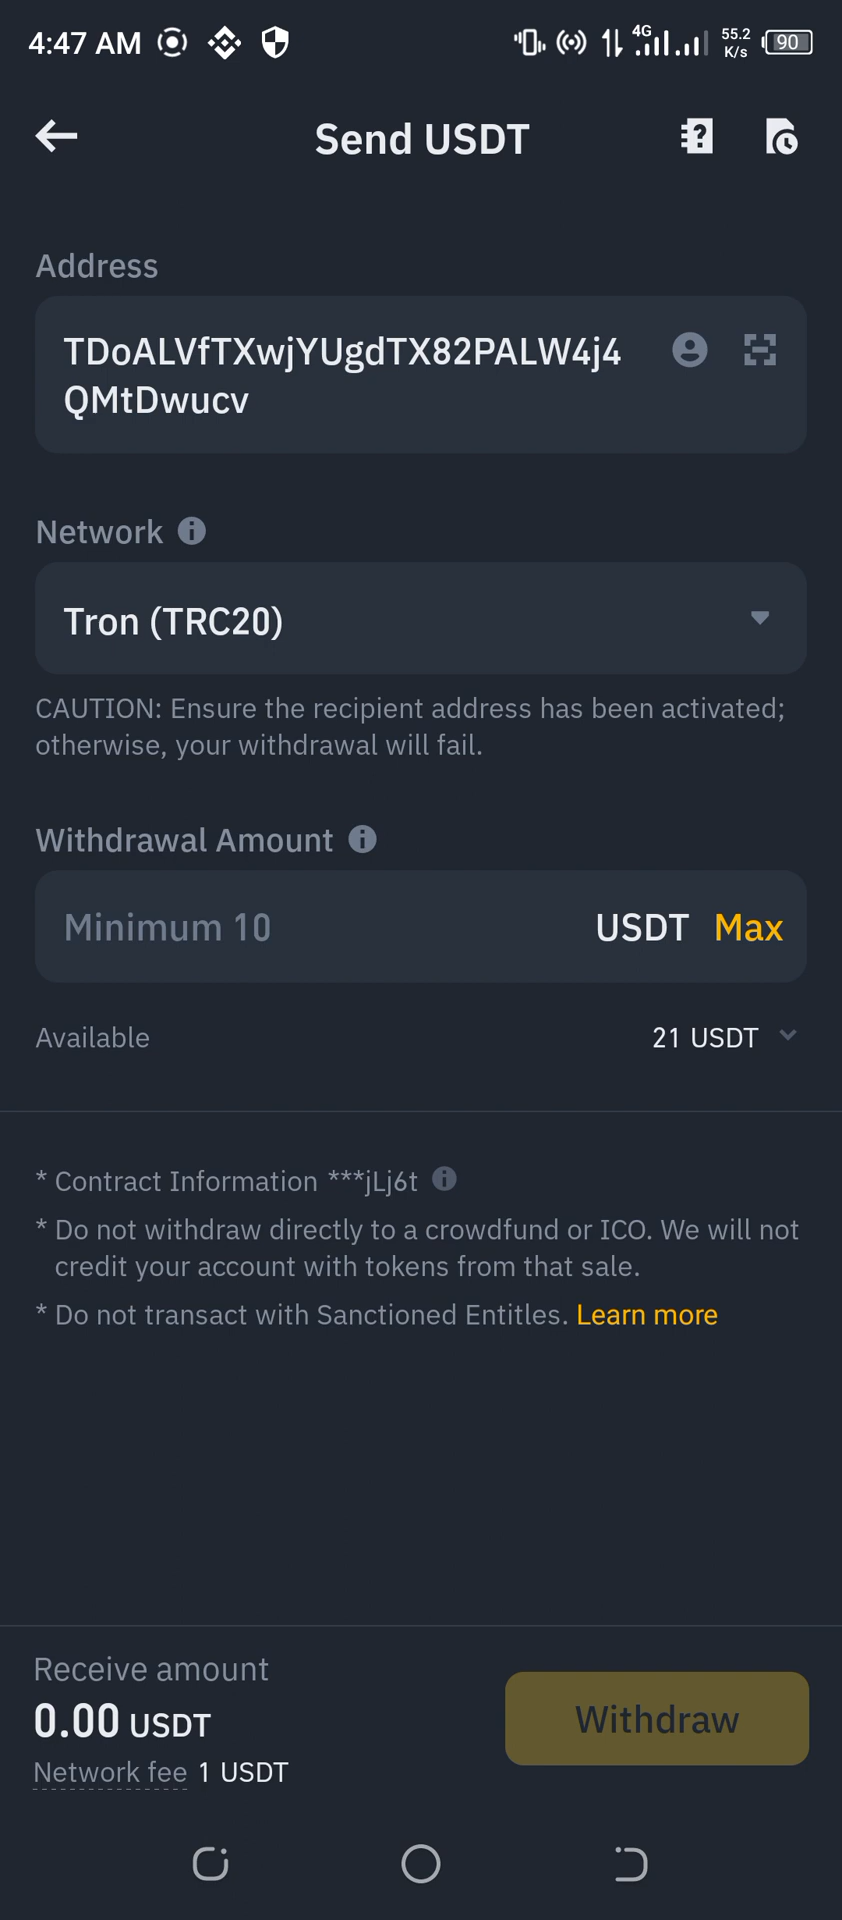 4:47 AM
4G
55.2
K/s
90
Send USDT
Address
TDoALVfTXwjYUgdTX82PALW4j4
QMtDwucv
Network
Tron (TRC20)
CAUTION: Ensure the recipient address has been activated;
otherwise, your withdrawal will fail.
Withdrawal Amount
Minimum 10 USDT Max
Available 21 USDT
* Contract Information ***jLj6t
* Do not withdraw directly to a crowdfund or ICO. We will not
credit your account with tokens from that sale.
* Do not transact with Sanctioned Entitles. Learn more
Receive amount
0.00 USDT
Network fee 1 USDT
Withdraw